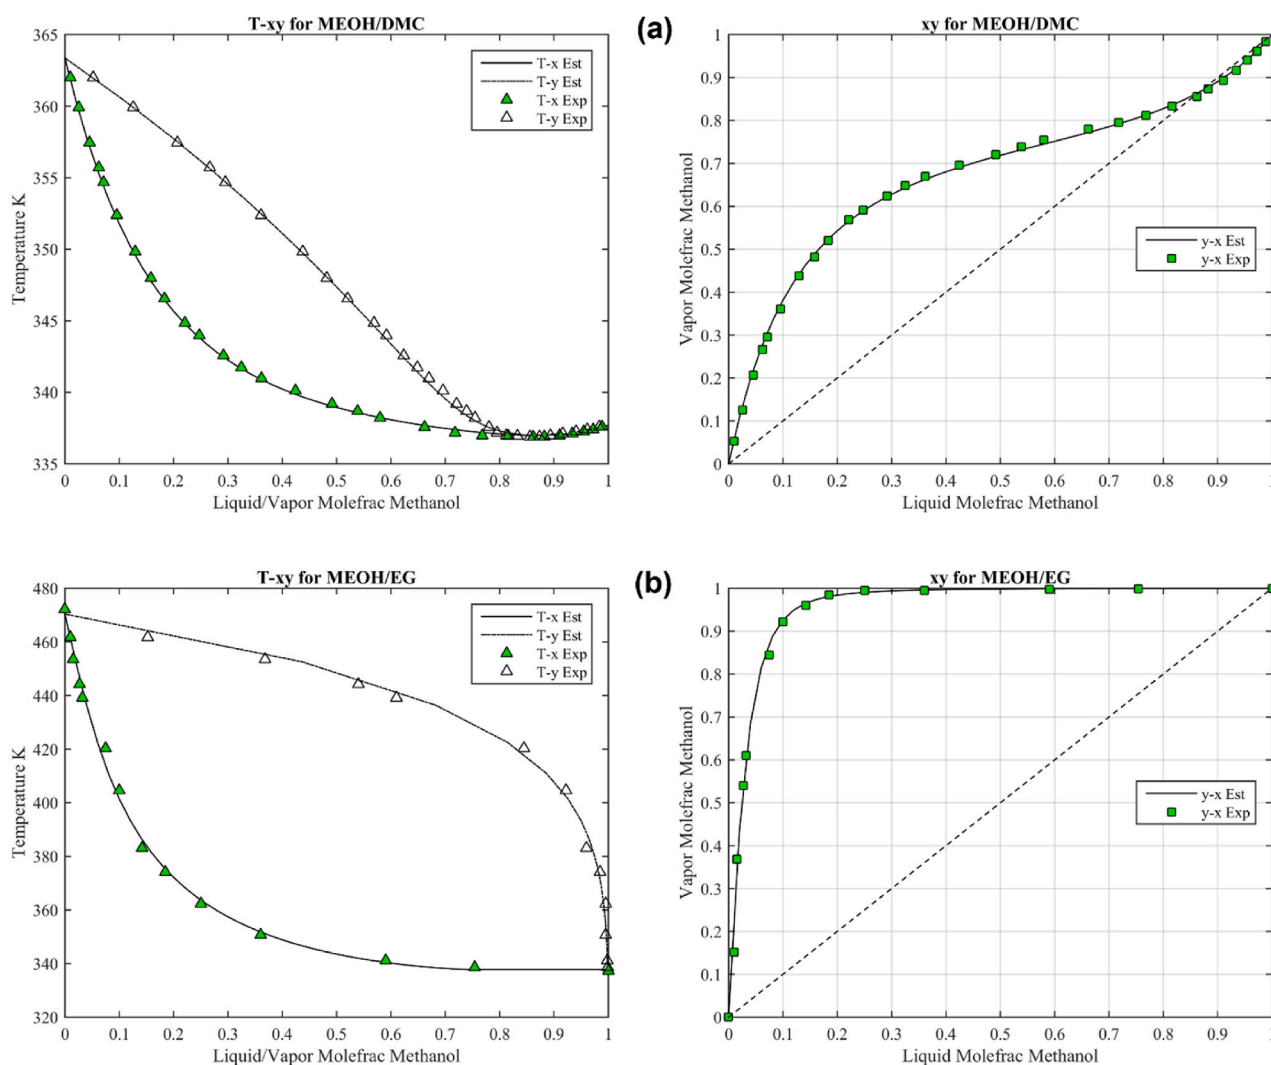 T-xy for MEOH/DMC
365
360
355
350
345
340
335
Temperature K
0 0.1 0.2 0.3 0.4 0.5 0.6 0.7 0.8 0.9 1
Liquid/Vapor Molefrac Methanol
T-x Est
T-y Est
T-x Exp
T-y Exp
(a)
xy for MEOH/DMC
1
0.9
0.8
0.7
0.6
0.5
0.4
0.3
0.2
0.1
0
Vapor Molefrac Methanol
0 0.1 0.2 0.3 0.4 0.5 0.6 0.7 0.8 0.9 1
Liquid Molefrac Methanol
y-x Est
y-x Exp
T-xy for MEOH/EG
480
460
440
420
400
380
360
340
320
Temperature K
0 0.1 0.2 0.3 0.4 0.5 0.6 0.7 0.8 0.9 1
Liquid/Vapor Molefrac Methanol
T-x Est
T-y Est
T-x Exp
T-y Exp
(b)
xy for MEOH/EG
1
0.9
0.8
0.7
0.6
0.5
0.4
0.3
0.2
0.1
0
Vapor Molefrac Methanol
0 0.1 0.2 0.3 0.4 0.5 0.6 0.7 0.8 0.9 1
Liquid Molefrac Methanol
y-x Est
y-x Exp